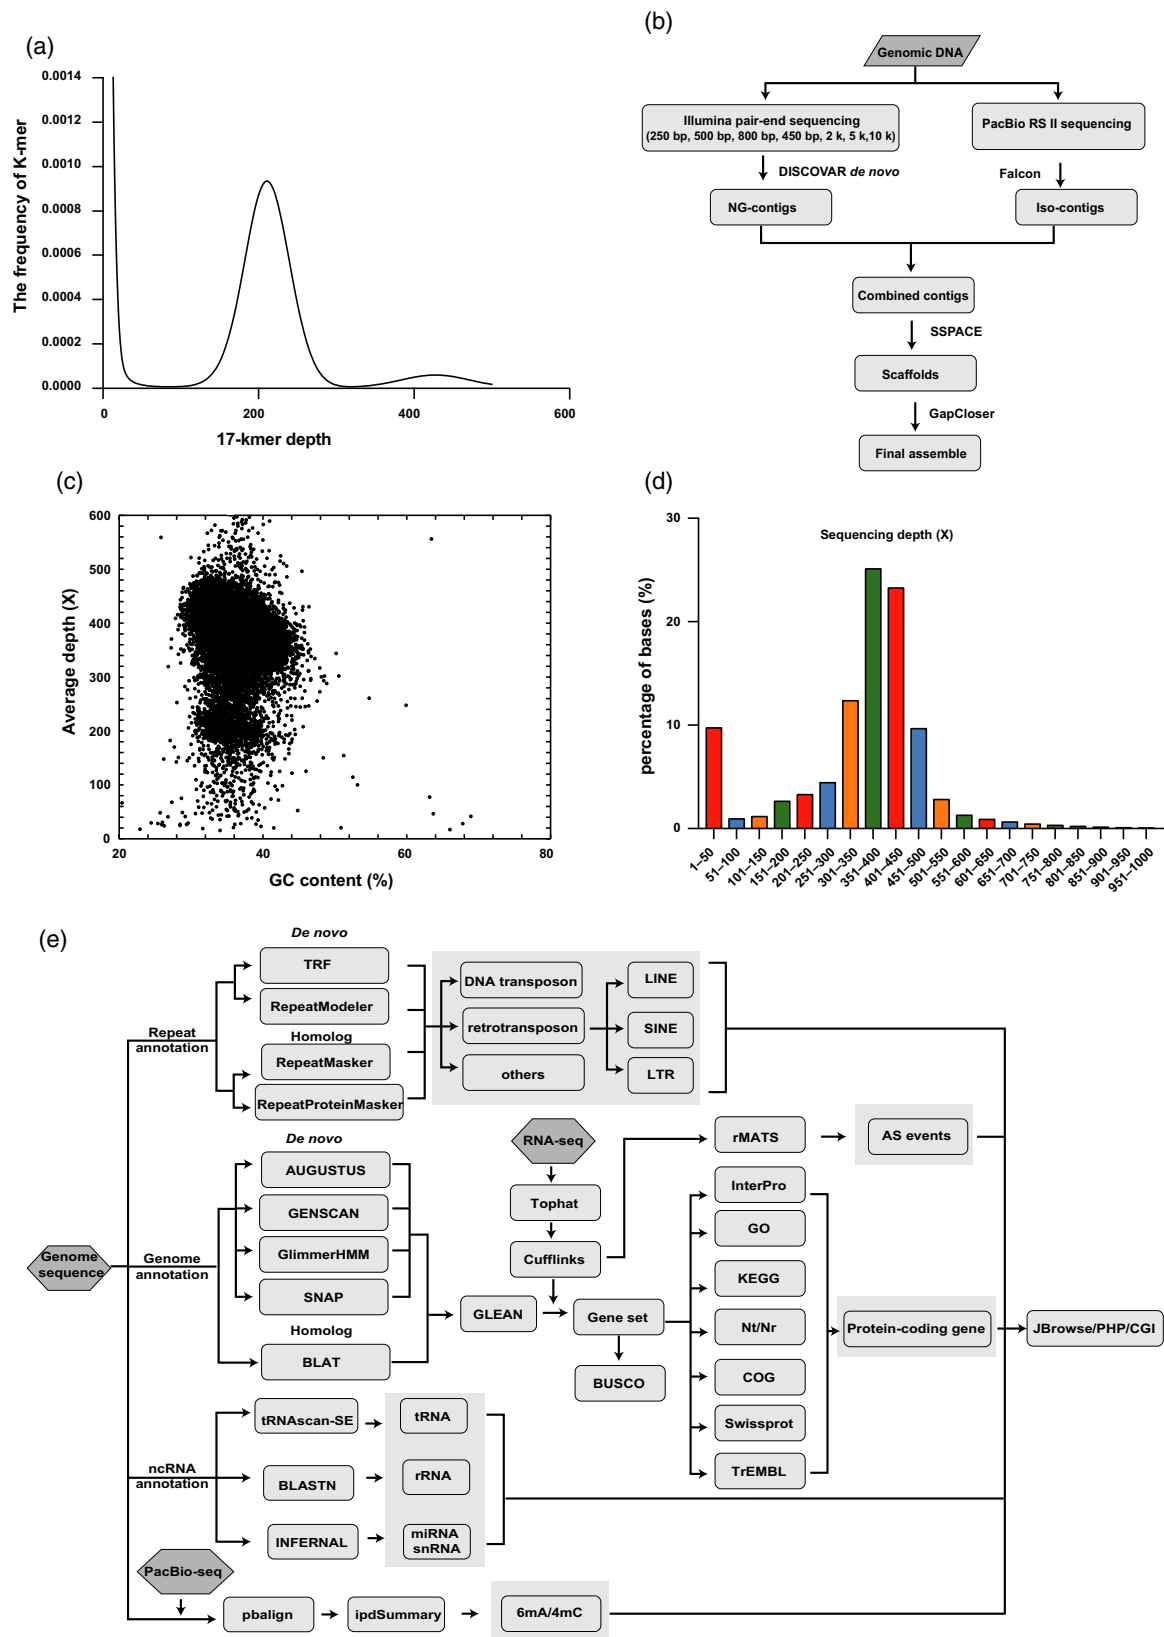 (a)
0.0014
0.0012
0.0010
0.0008
0.0006
0.0004
0.0002
0.0000
0
200
400
600
The frequency of K-mer
17-kmer depth
(b)
Genomic DNA
Illumina pair-end sequencing
(250 bp, 500 bp, 800 bp, 450 bp, 2 k, 5 k,10 k)
PacBio RS II sequencing
DISCOVAR de novo
Falcon
NG-contigs
Iso-contigs
Combined contigs
SSPACE
Scaffolds
GapCloser
Final assemble
(c)
600
500
400
300
200
100
0
20
40
60
80
Average depth (X)
GC content (%)
(d)
Sequencing depth (X)
30
20
10
0
percentage of bases (%)
1–50
51–100
101–150
151–200
201–250
251–300
301–350
351–400
401–450
451–500
501–550
551–600
601–650
651–700
701–750
751–800
801–850
851–900
901–950
951–1000
(e)
De novo
TRF
RepeatModeler
Repeat
annotation
Homolog
RepeatMasker
RepeatProteinMasker
DNA transposon
retrotransposon
others
LINE
SINE
LTR
De novo
AUGUSTUS
GENSCAN
GlimmerHMM
SNAP
Homolog
BLAT
Genome
sequence
Genome
annotation
GLEAN
RNA-seq
Tophat
Cufflinks
Gene set
BUSCO
rMATS
AS events
InterPro
GO
KEGG
Nt/Nr
COG
Swissprot
TrEMBL
Protein-coding gene
JBrowse/PHP/CGI
ncRNA
annotation
tRNAscan-SE
tRNA
BLASTN
rRNA
INFERNAL
miRNA
snRNA
PacBio-seq
pbalign
ipdSummary
6mA/4mC